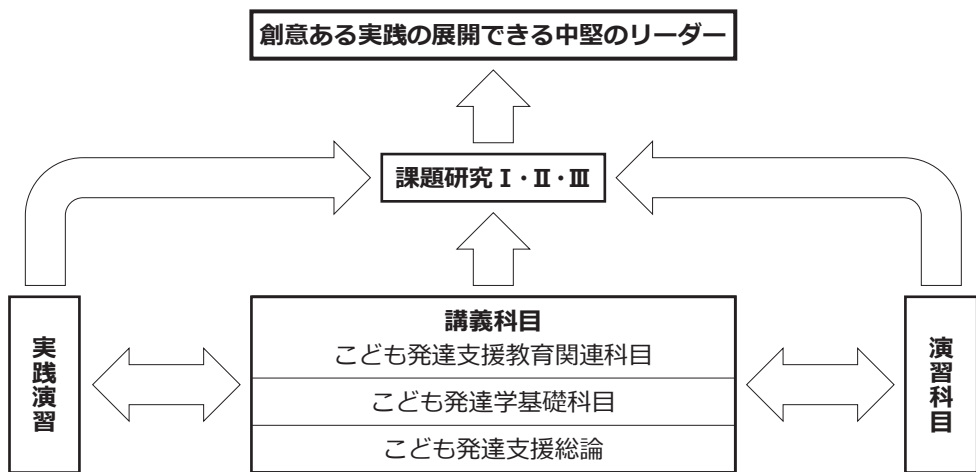 創意ある実践の展開できる中堅のリーダー
課題研究 Ⅰ・Ⅱ・Ⅲ
実践演習
講義科目
こども発達支援教育関連科目
こども発達学基礎科目
こども発達支援総論
演習科目